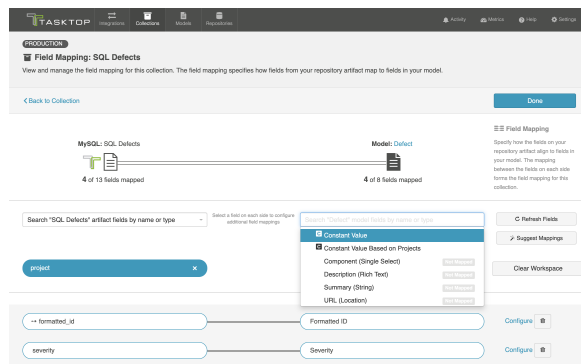 TASKTOP
Integrations
Collections
Models
Repositories
Activity
Metrics
Help
Settings
PRODUCTION
Field Mapping: SQL Defects
View and manage the field mapping for this collection. The field mapping specifies how fields from your repository artifact map to fields in your model.
Back to Collection
Done
MySQL: SQL Defects
Model: Defect
4 of 13 fields mapped
4 of 8 fields mapped
Field Mapping
Specify how the fields on your
repository artifact align to fields in
your model. The mapping
between the fields on each side
forms the field mapping for this
collection.
Search "SQL Defects" artifact fields by name or type
Select a field on each side to configure
additional field mappings
Search "Defect" model fields by name or type
Refresh Fields
Suggest Mappings
C Constant Value
C Constant Value Based on Projects
Component (Single Select) Not Mapped
Description (Rich Text) Not Mapped
Summary (String) Not Mapped
URL (Location) Not Mapped
project ×
Clear Workspace
→ formatted_id
Formatted ID
Configure
severity
Severity
Configure